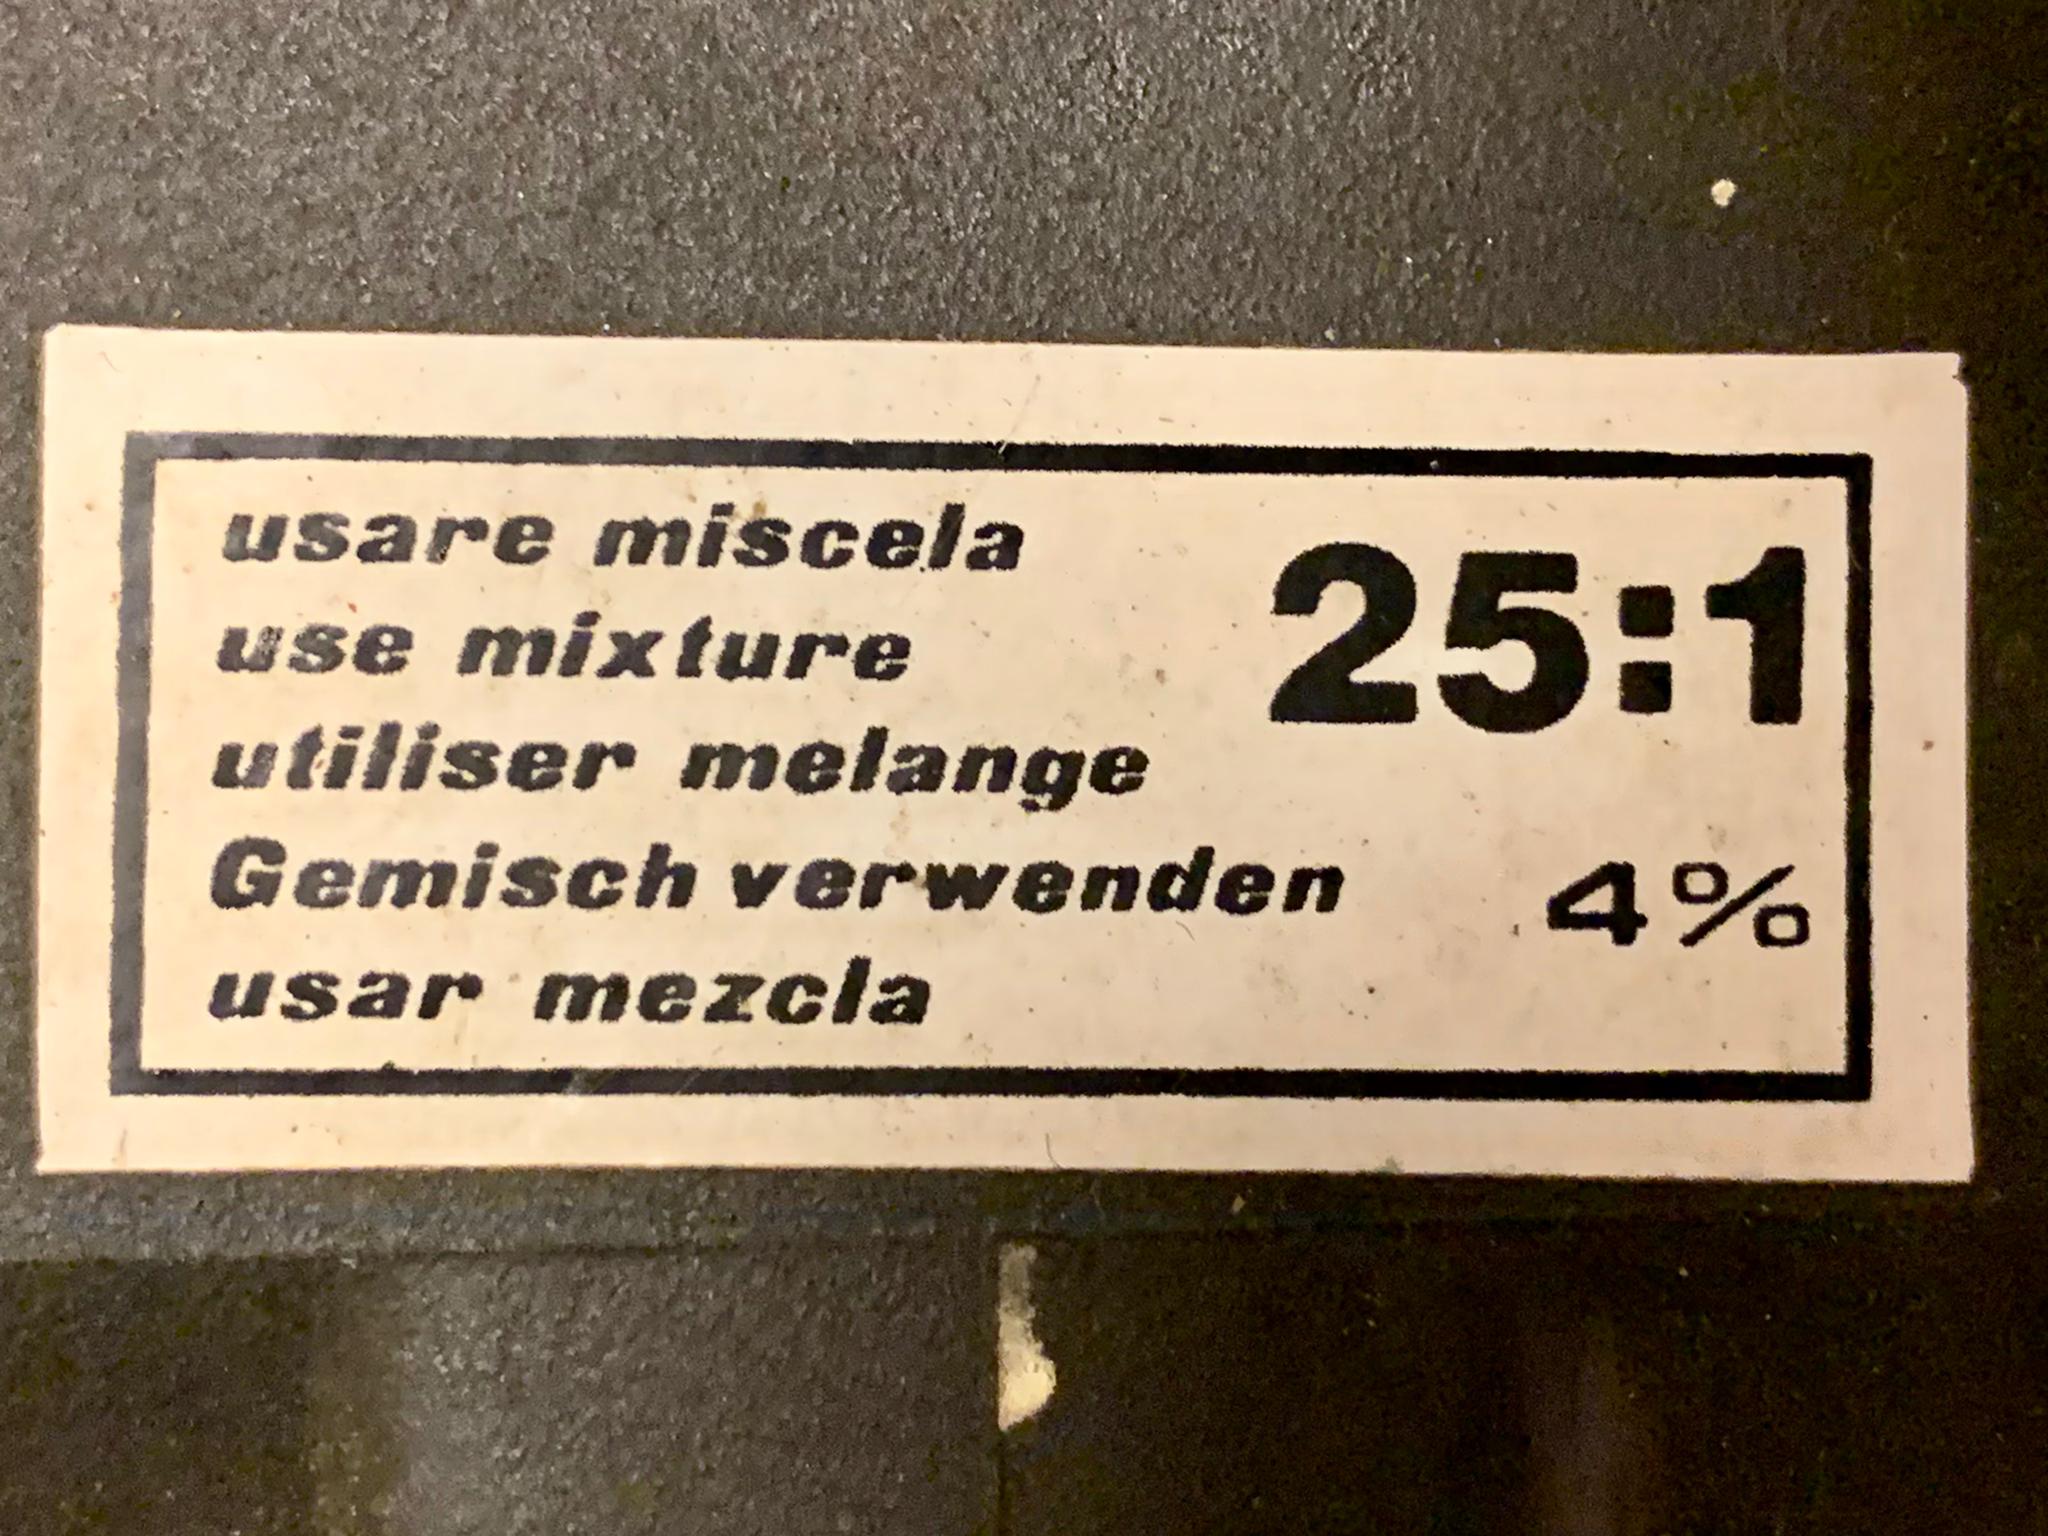 usare miscela
use mixture
utiliser melange
Gemisch verwenden
usar mezcla
25:1
4%